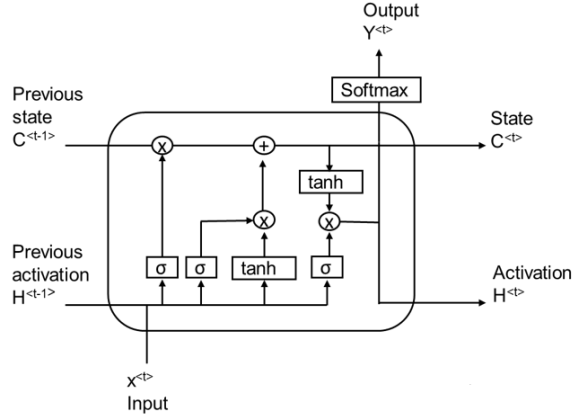 Output
Y<t>
Softmax
Previous
state
C<t-1>
State
C<t>
x
+
tanh
x
x
Previous
activation
H<t-1>
σ
σ
tanh
σ
Activation
H<t>
x<t>
Input